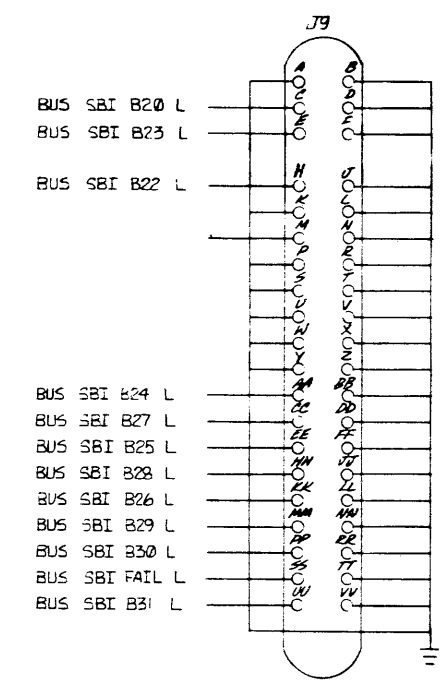 J9
A B
C D
BUS SBI B20 L
E F
BUS SBI B23 L
H J
BUS SBI B22 L
K L
M N
P R
S T
U V
W X
Y Z
AA BB
BUS SBI B24 L
CC DD
BUS SBI B27 L
EE FF
BUS SBI B25 L
HH JJ
BUS SBI B28 L
KK LL
BUS SBI B26 L
MM NN
BUS SBI B29 L
PP RR
BUS SBI B30 L
SS TT
BUS SBI FAIL L
UU VV
BUS SBI B31 L